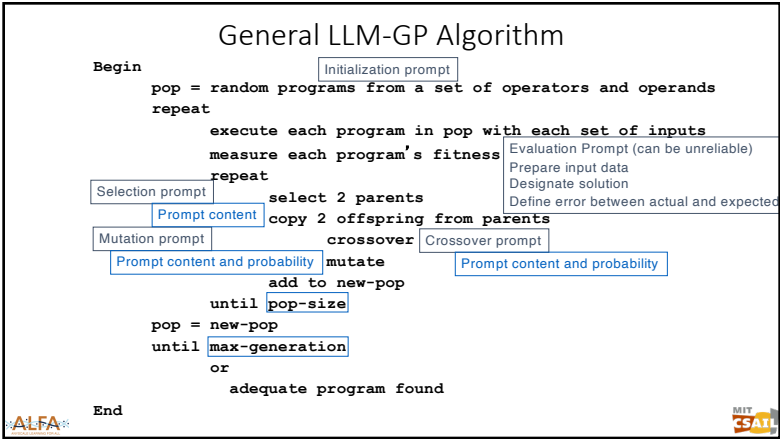 General LLM-GP Algorithm
Begin
Initialization prompt
pop = random programs from a set of operators and operands
repeat
execute each program in pop with each set of inputs
measure each program's fitness
Evaluation Prompt (can be unreliable)
Prepare input data
Designate solution
Define error between actual and expected
repeat
Selection prompt
select 2 parents
Prompt content
copy 2 offspring from parents
Mutation prompt
crossover
Crossover prompt
Prompt content and probability
mutate
Prompt content and probability
add to new-pop
until pop-size
pop = new-pop
until max-generation
or
adequate program found
End
ALFA
MIT
CSAIL